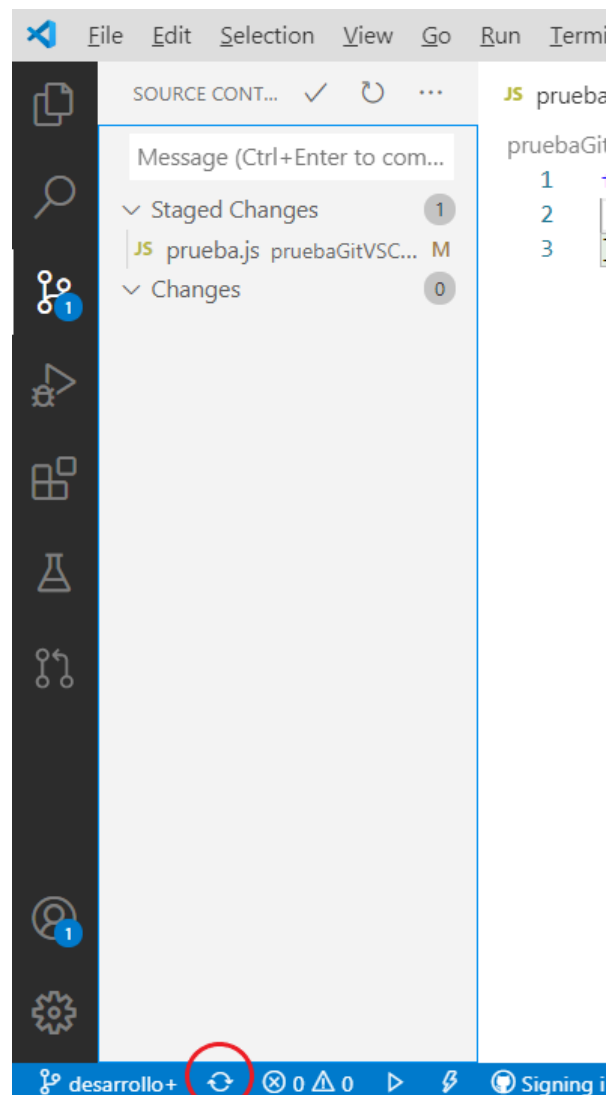 File Edit Selection View Go Run Termi
SOURCE CONT... ✓ ···
JS prueba
Message (Ctrl+Enter to com...
pruebaGit
Staged Changes 1
JS prueba.js pruebaGitVSC... M
Changes 0
1
2
3
1
1
desarrollo+ 0 0 Signing i